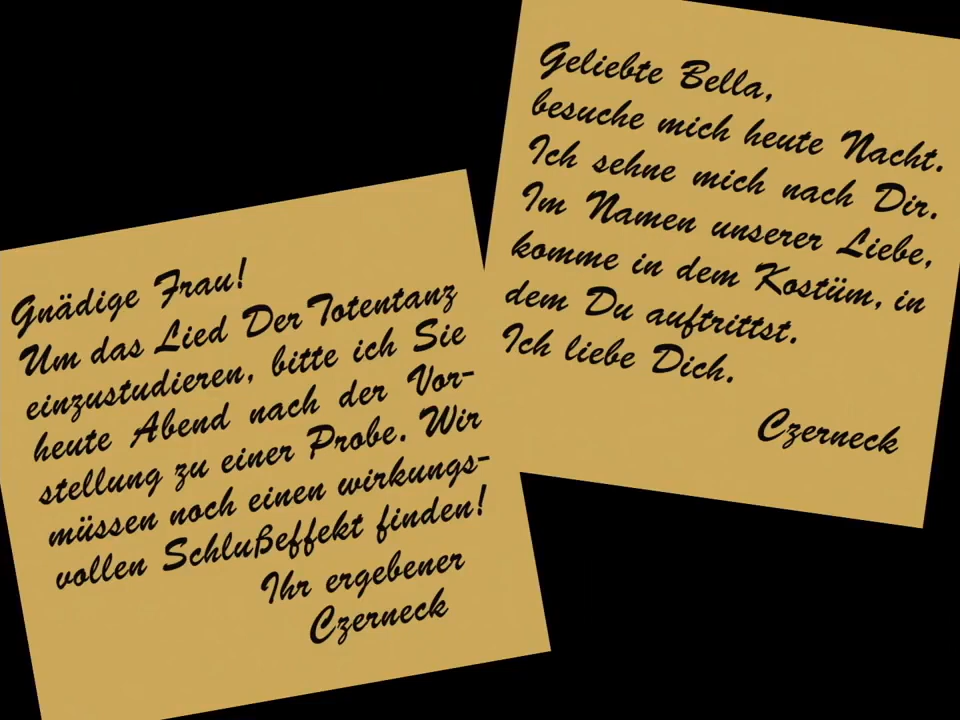 Gnädige Frau!
Um das Lied Der Totentanz
einzustudieren, bitte ich Sie
heute Abend nach der Vor-
stellung zu einer Probe. Wir
müssen noch einen wirkungs-
vollen Schlußeffekt finden!
Ihr ergebener
Czerneck
Geliebte Bella,
besuche mich heute Nacht.
Ich sehne mich nach Dir.
Im Namen unserer Liebe,
komme in dem Kostüm, in
dem Du auftrittst.
Ich liebe Dich.
Czerneck